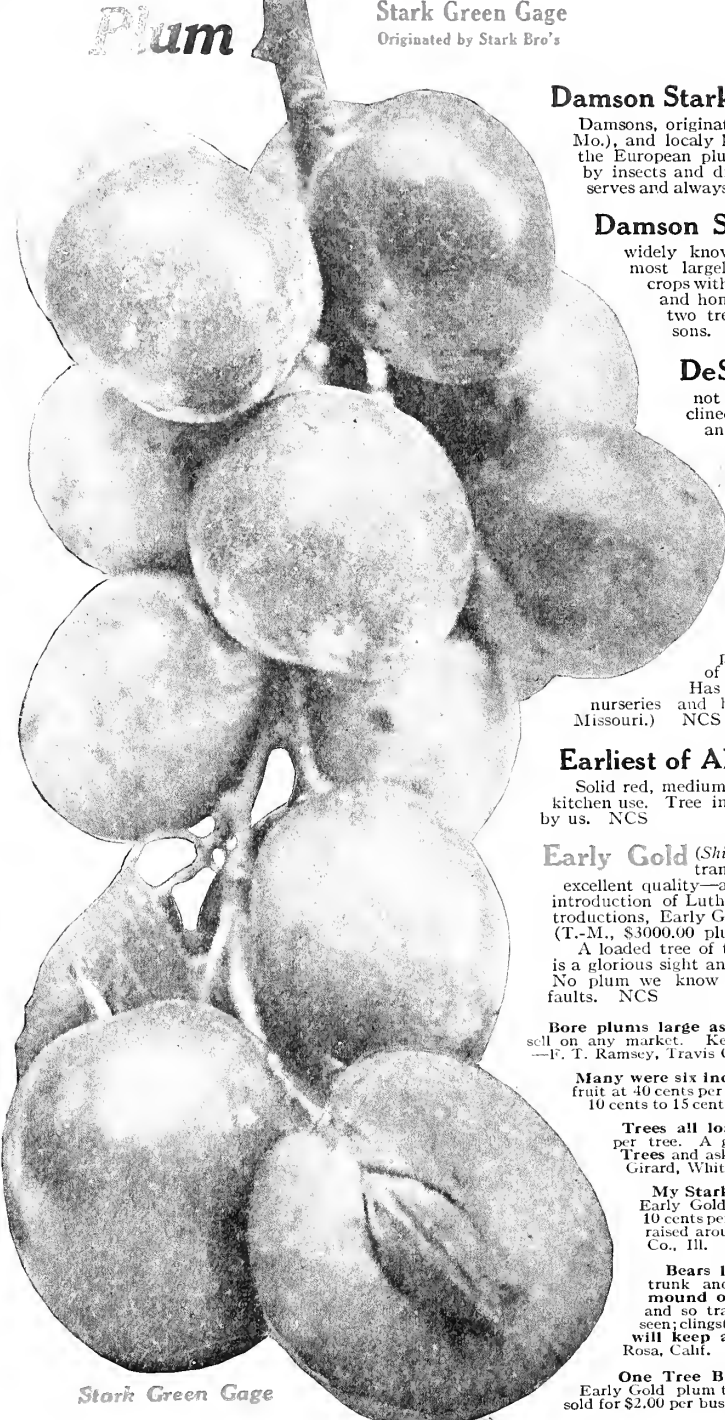 Plum
Stark Green Gage
Originated by Stark Bro's
Damson Stark
Damsons, originat
Mo.), and localy
the European plu
by insects and d
serves and always
Damson S
widely know
most largel
crops with
and hon
two tre
sons.
DeS
not
cline
an
of
Has
nurseries and
Missouri.) NCS
Earliest of A
Solid red, medium
kitchen use. Tree in
by us. NCS
Early Gold (Shi
tran
excellent quality—a
introduction of Luth
troductions, Early G
(T.-M., $3000.00 plu
A loaded tree of t
is a glorious sight an
No plum we know
faults. NCS
Bore plums large as
sell on any market. Ke
—F. T. Ramsey, Travis C
Many were six inc
fruit at 40 cents per
10 cents to 15 cent
Trees all lo
per tree. A g
Trees and ask
Girard, Whit
My Stark
Early Gold
10 cents pe
raised arou
Co., Ill.
Bears l
trunk and
mound o
and so tra
seen; clings
will keep a
Rosa, Calif.
One Tree B
Early Gold plum t
sold for $2.00 per bus
Stark Green Gage